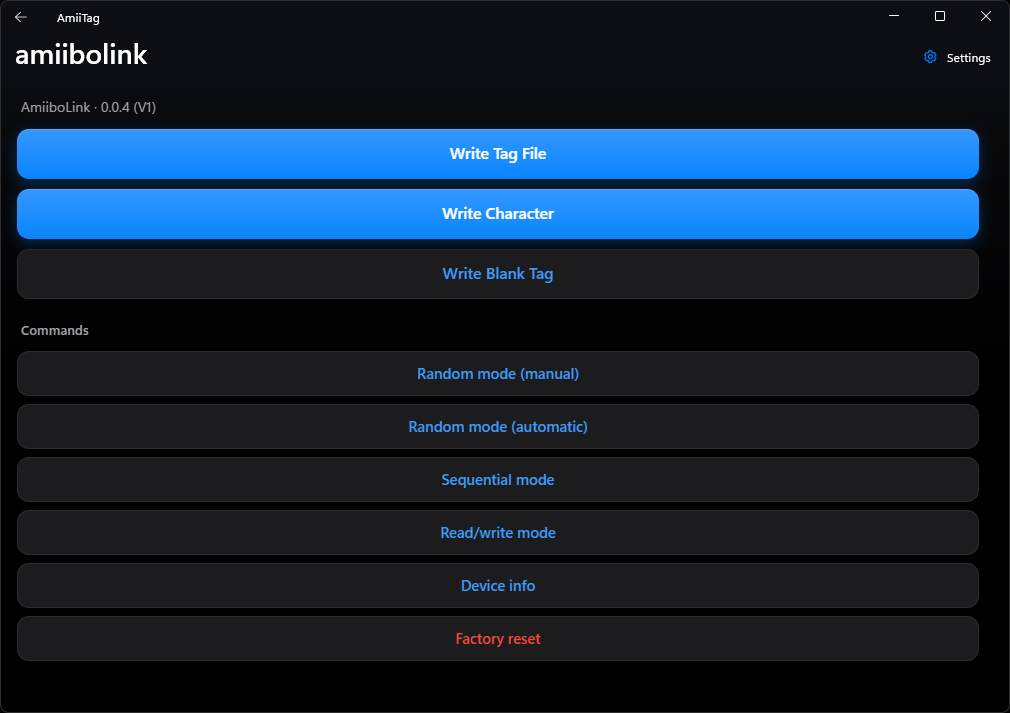 AmiiTag
amiibolink
Settings
AmiiboLink · 0.0.4 (V1)
Write Tag File
Write Character
Write Blank Tag
Commands
Random mode (manual)
Random mode (automatic)
Sequential mode
Read/write mode
Device info
Factory reset